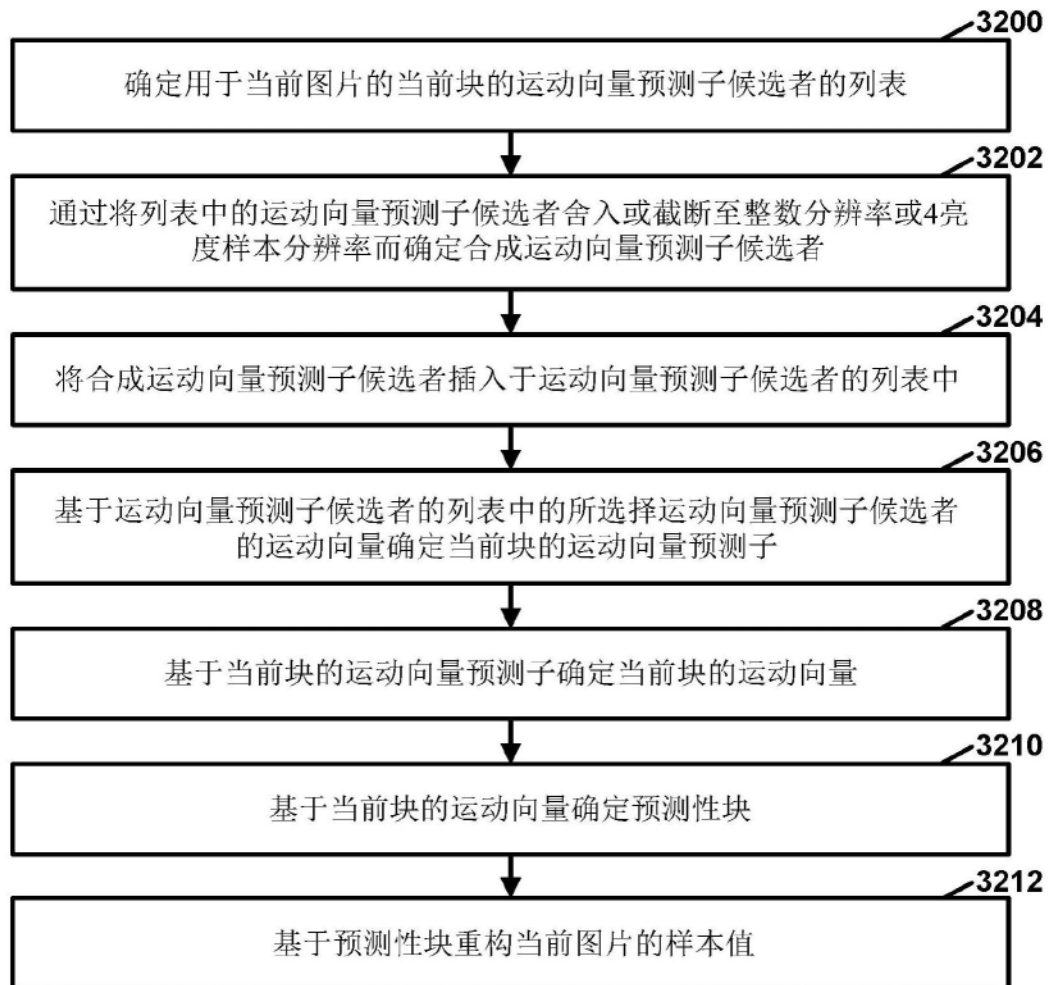 3200
确定用于当前图片的当前块的运动向量预测子候选者的列表
3202
通过将列表中的运动向量预测子候选者舍入或截断至整数分辨率或4亮
度样本分辨率而确定合成运动向量预测子候选者
3204
将合成运动向量预测子候选者插入于运动向量预测子候选者的列表中
3206
基于运动向量预测子候选者的列表中的所选择运动向量预测子候选者
的运动向量确定当前块的运动向量预测子
3208
基于当前块的运动向量预测子确定当前块的运动向量
3210
基于当前块的运动向量确定预测性块
3212
基于预测性块重构当前图片的样本值